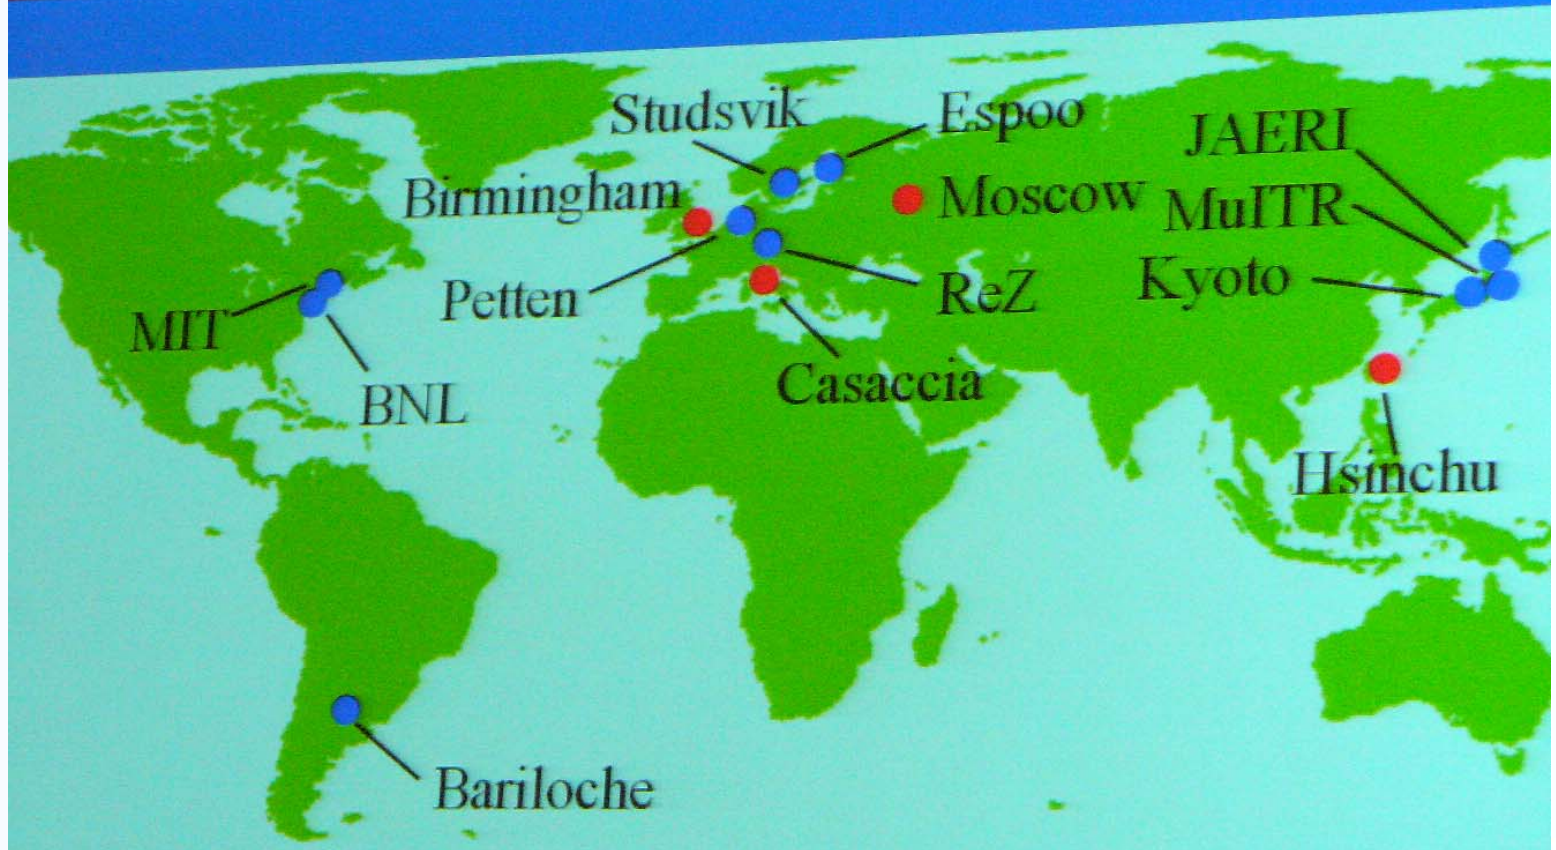 Studsvik
Espoo
JAERI
Birmingham
Moscow
MuITR
Petten
ReZ
Kyoto
MIT
Casaccia
BNL
Hsinchu
Bariloche